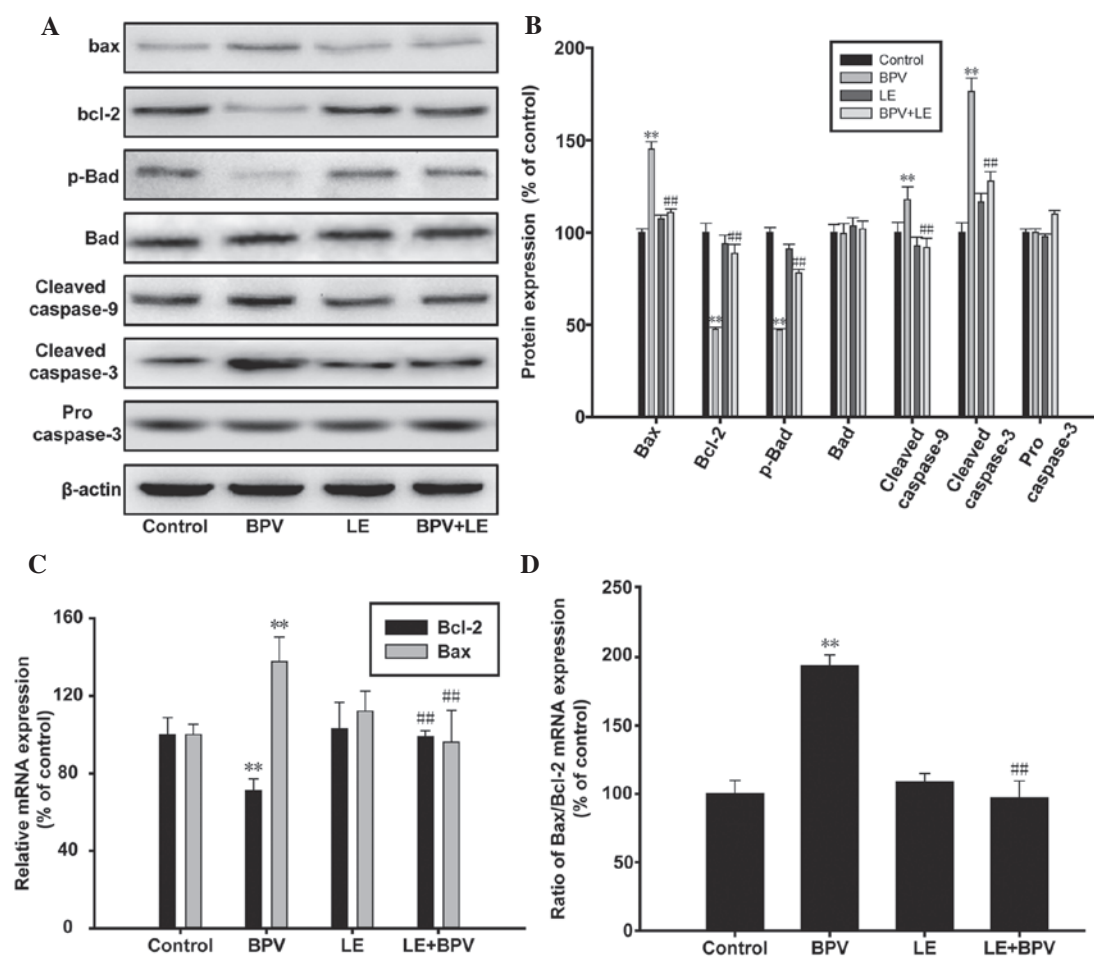 A
bax
bcl-2
p-Bad
Bad
Cleaved
caspase-9
Cleaved
caspase-3
Pro
caspase-3
β-actin
Control BPV LE BPV+LE
B
Protein expression (% of control)
200
150
100
50
0
Control
BPV
LE
BPV+LE
**
##
**
##
**
##
**
##
**
##
Bax
Bcl-2
p-Bad
Bad
Cleaved
caspase-9
Cleaved
caspase-3
Pro
caspase-3
C
Relative mRNA expression
(% of control)
160
120
80
40
0
Bcl-2
Bax
**
**
##
##
Control BPV LE LE+BPV
D
Ratio of Bax/Bcl-2 mRNA expression
(% of control)
250
200
150
100
50
0
**
##
Control BPV LE LE+BPV